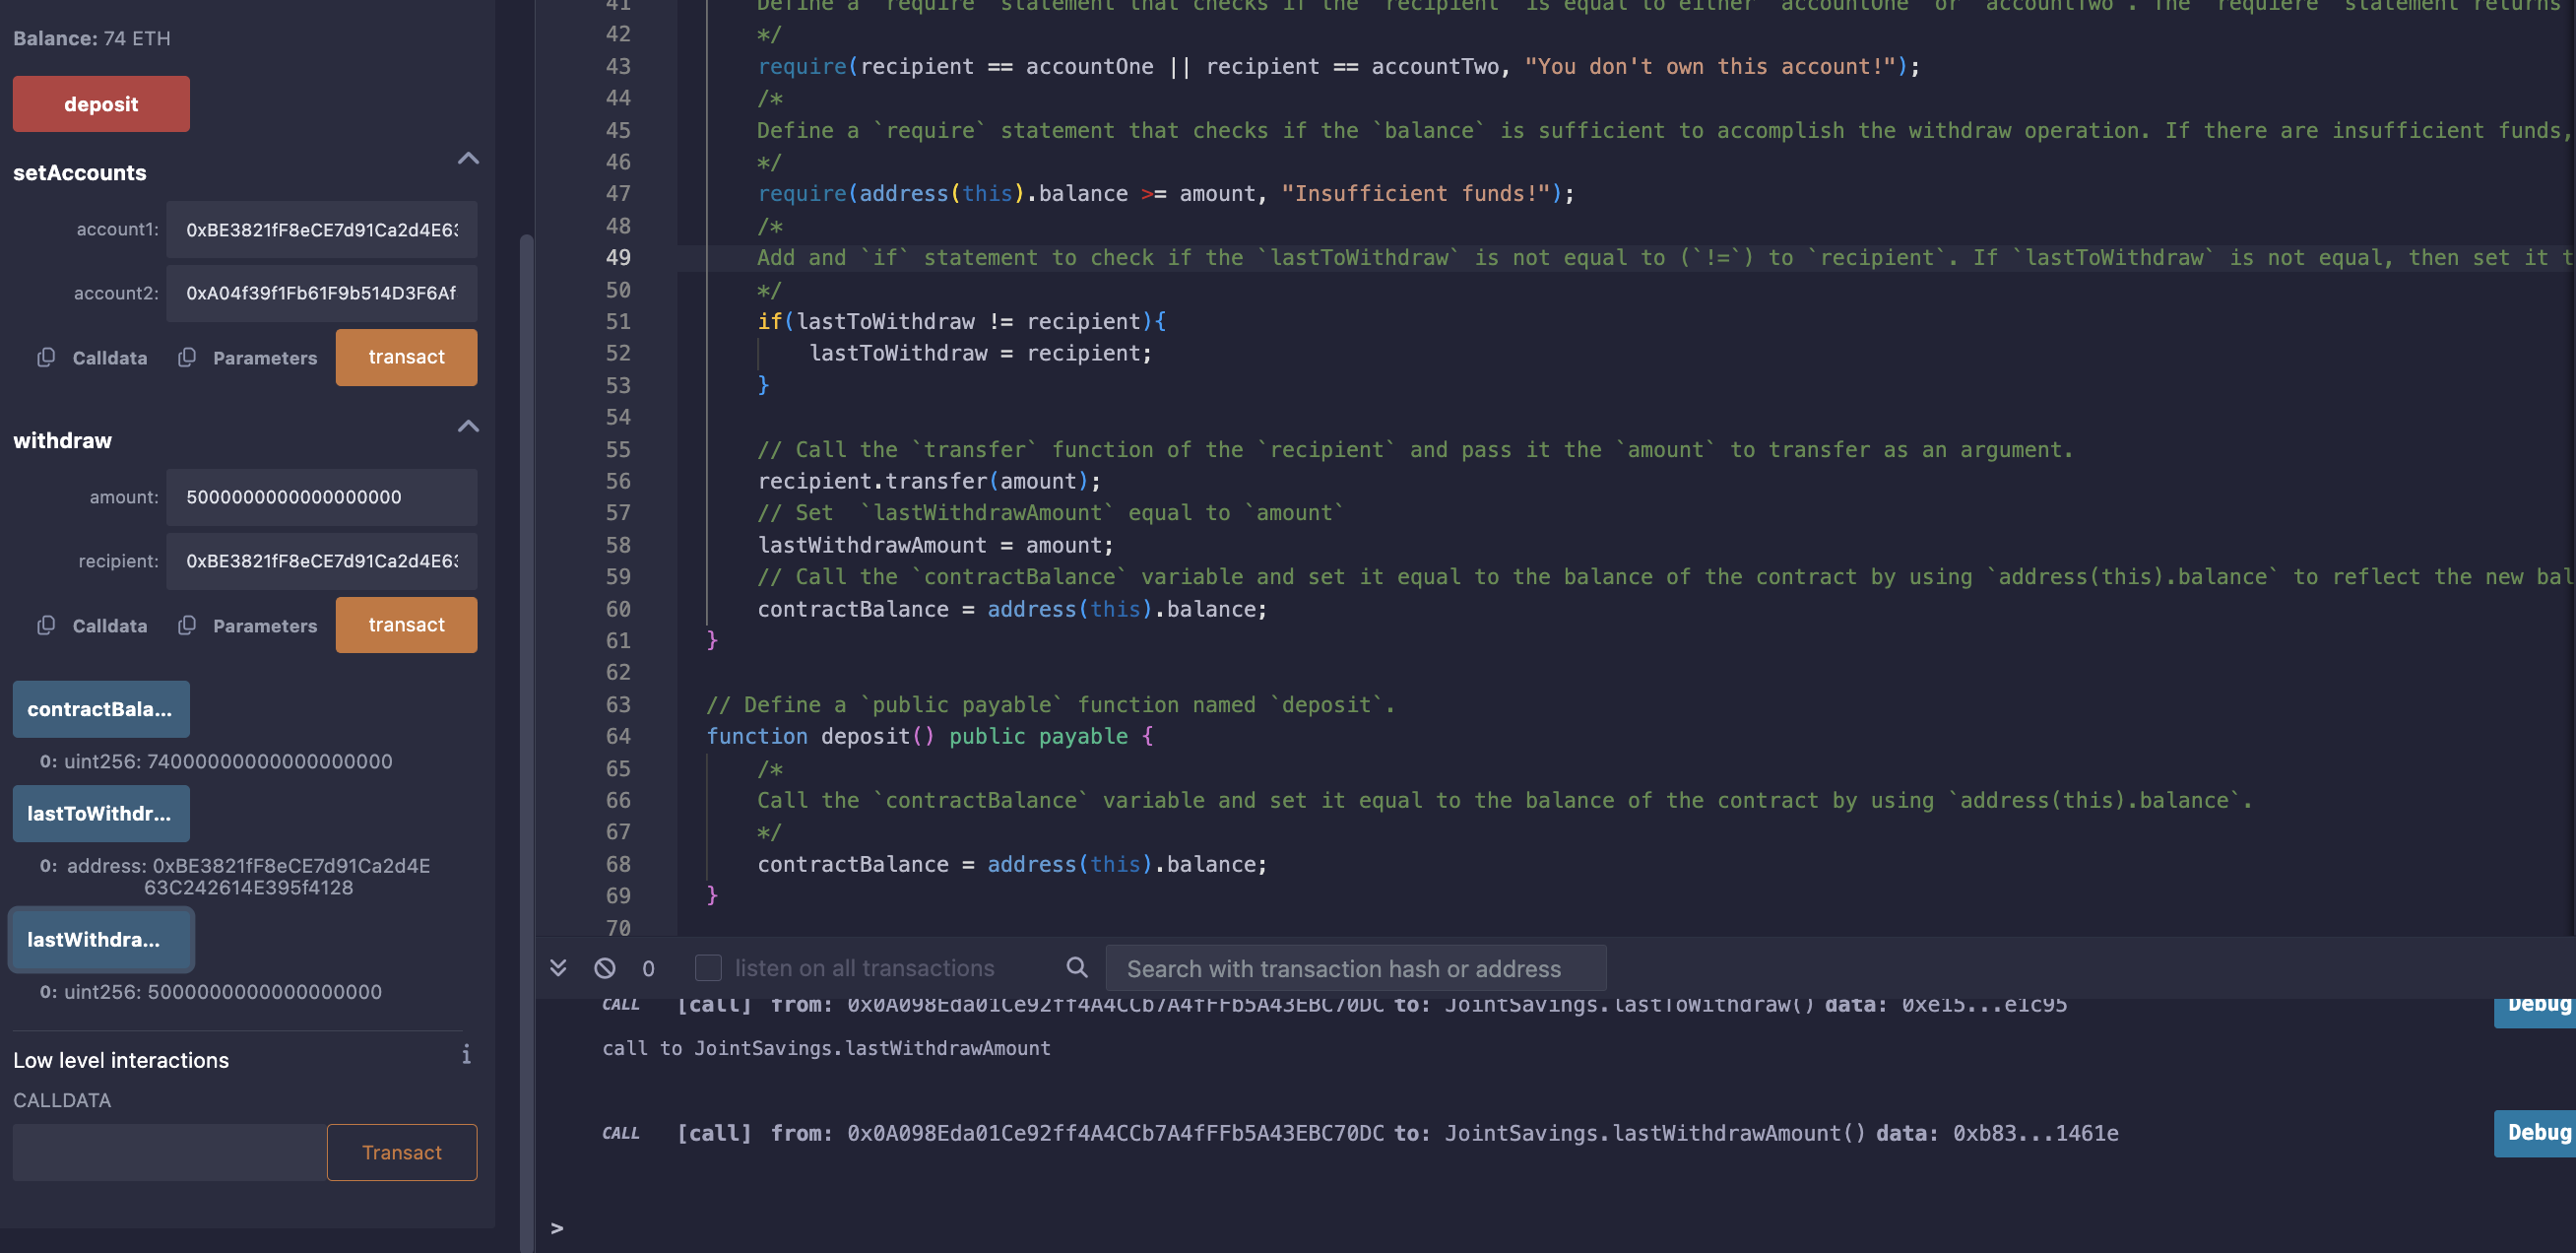 Balance: 74 ETH
deposit
setAccounts
account1: 0xBE3821fF8eCE7d91Ca2d4E63
account2: 0xA04f39f1Fb61F9b514D3F6Af
Calldata Parameters transact
withdraw
amount: 5000000000000000000
recipient: 0xBE3821fF8eCE7d91Ca2d4E63
Calldata Parameters transact
contractBala...
0: uint256: 74000000000000000000
lastToWithdr...
0: address: 0xBE3821fF8eCE7d91Ca2d4E
63C242614E395f4128
lastWithdra...
0: uint256: 5000000000000000000
Low level interactions
i
CALLDATA
Transact
41 Define a `require` statement that checks if the `recipient` is equal to either `accountOne` or `accountTwo`. The `requiere` statement returns
42 */
43 require(recipient == accountOne || recipient == accountTwo, "You don't own this account!");
44 /*
45 Define a `require` statement that checks if the `balance` is sufficient to accomplish the withdraw operation. If there are insufficient funds,
46 */
47 require(address(this).balance >= amount, "Insufficient funds!");
48 /*
49 Add and `if` statement to check if the `lastToWithdraw` is not equal to (`!=`) to `recipient`. If `lastToWithdraw` is not equal, then set it t
50 */
51 if(lastToWithdraw != recipient){
52 lastToWithdraw = recipient;
53 }
54
55 // Call the `transfer` function of the `recipient` and pass it the `amount` to transfer as an argument.
56 recipient.transfer(amount);
57 // Set  `lastWithdrawAmount` equal to `amount`
58 lastWithdrawAmount = amount;
59 // Call the `contractBalance` variable and set it equal to the balance of the contract by using `address(this).balance` to reflect the new bal
60 contractBalance = address(this).balance;
61 }
62
63 // Define a `public payable` function named `deposit`.
64 function deposit() public payable {
65 /*
66 Call the `contractBalance` variable and set it equal to the balance of the contract by using `address(this).balance`.
67 */
68 contractBalance = address(this).balance;
69 }
70
0 listen on all transactions Search with transaction hash or address
CALL [call] from: 0x0A098Eda01Ce92ff4A4CCb7A4fFFb5A43EBC70DC to: JointSavings.lastToWithdraw() data: 0xe15...e1c95 Debug
call to JointSavings.lastWithdrawAmount
CALL [call] from: 0x0A098Eda01Ce92ff4A4CCb7A4fFFb5A43EBC70DC to: JointSavings.lastWithdrawAmount() data: 0xb83...1461e Debug
>